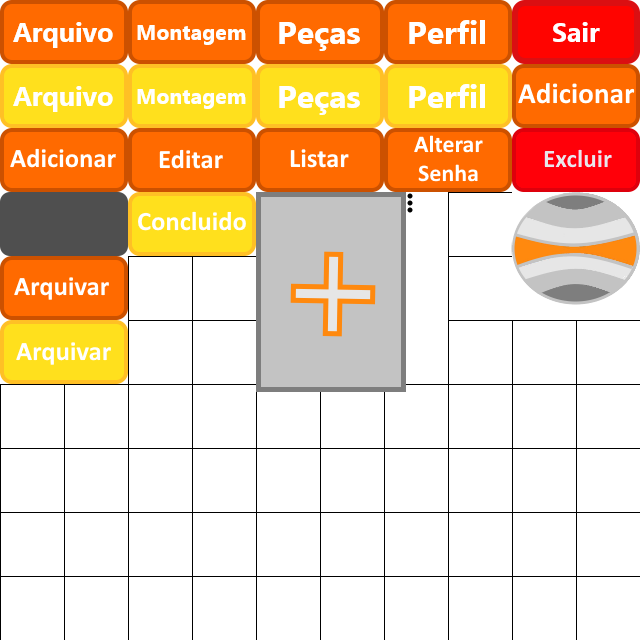 Arquivo
Montagem
Peças
Perfil
Sair
Arquivo
Montagem
Peças
Perfil
Adicionar
Adicionar
Editar
Listar
Alterar
Senha
Excluir
Concluido
Arquivar
Arquivar